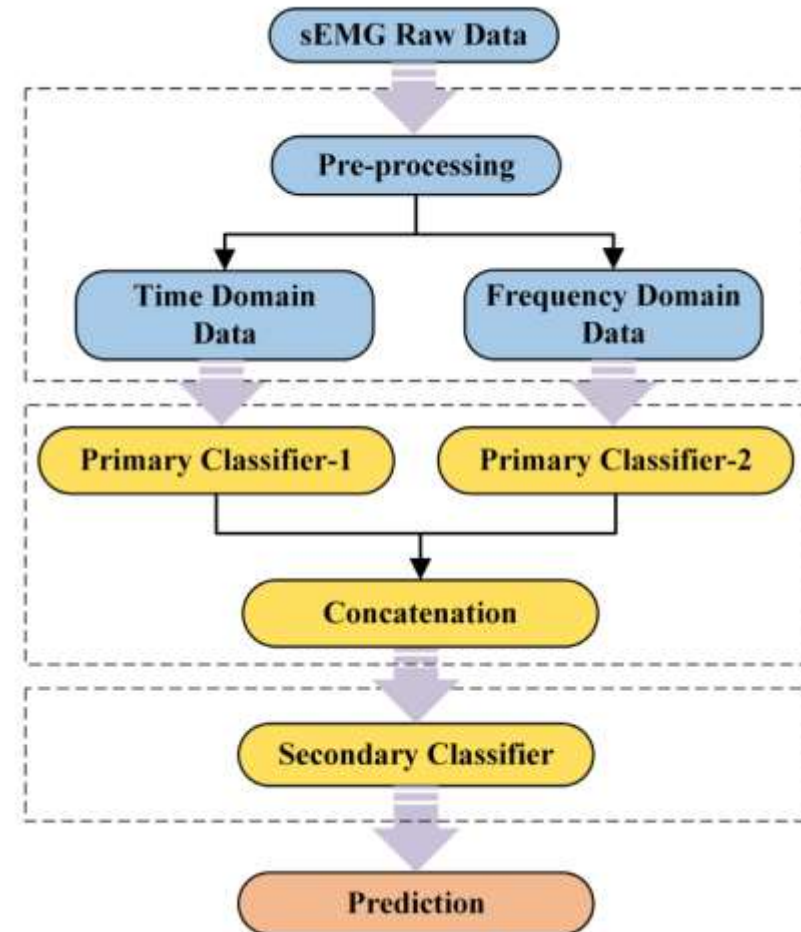 sEMG Raw Data
Pre-processing
Time Domain
Data
Frequency Domain
Data
Primary Classifier-1
Primary Classifier-2
Concatenation
Secondary Classifier
Prediction